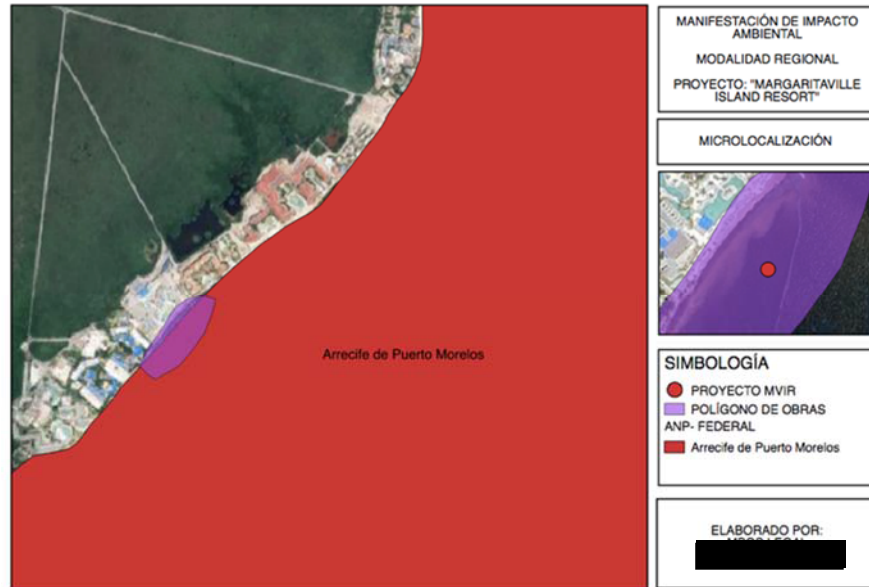 MANIFESTACIÓN DE IMPACTO
AMBIENTAL
MODALIDAD REGIONAL
PROYECTO: "MARGARITAVILLE
ISLAND RESORT"
MICROLOCALIZACIÓN
Arrecife de Puerto Morelos
SIMBOLOGÍA
PROYECTO MVIR
POLÍGONO DE OBRAS
ANP- FEDERAL
Arrecife de Puerto Morelos
ELABORADO POR: